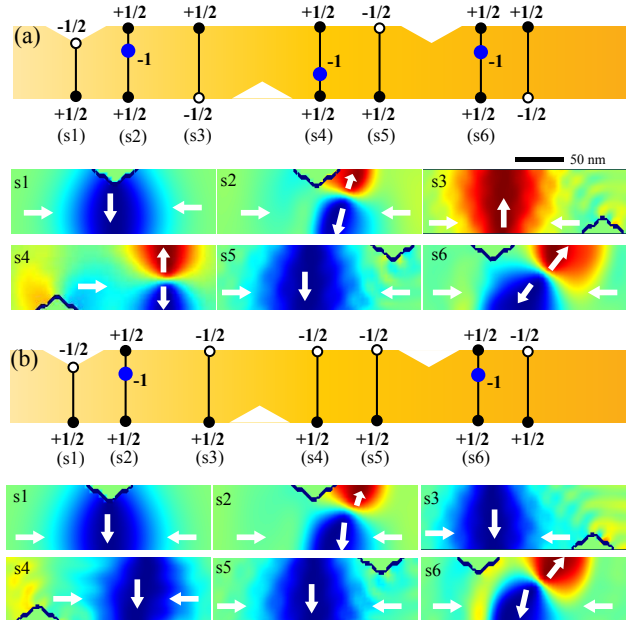 (a)
-1/2 +1/2 +1/2 +1/2 -1/2 +1/2 +1/2
-1 -1 -1
+1/2 +1/2 -1/2 +1/2 +1/2 +1/2 -1/2
(s1) (s2) (s3) (s4) (s5) (s6)
50 nm
s1 s2 s3
s4 s5 s6
(b)
-1/2 +1/2 -1/2 -1/2 -1/2 +1/2 -1/2
-1 -1
+1/2 +1/2 +1/2 +1/2 +1/2 +1/2 +1/2
(s1) (s2) (s3) (s4) (s5) (s6)
s1 s2 s3
s4 s5 s6